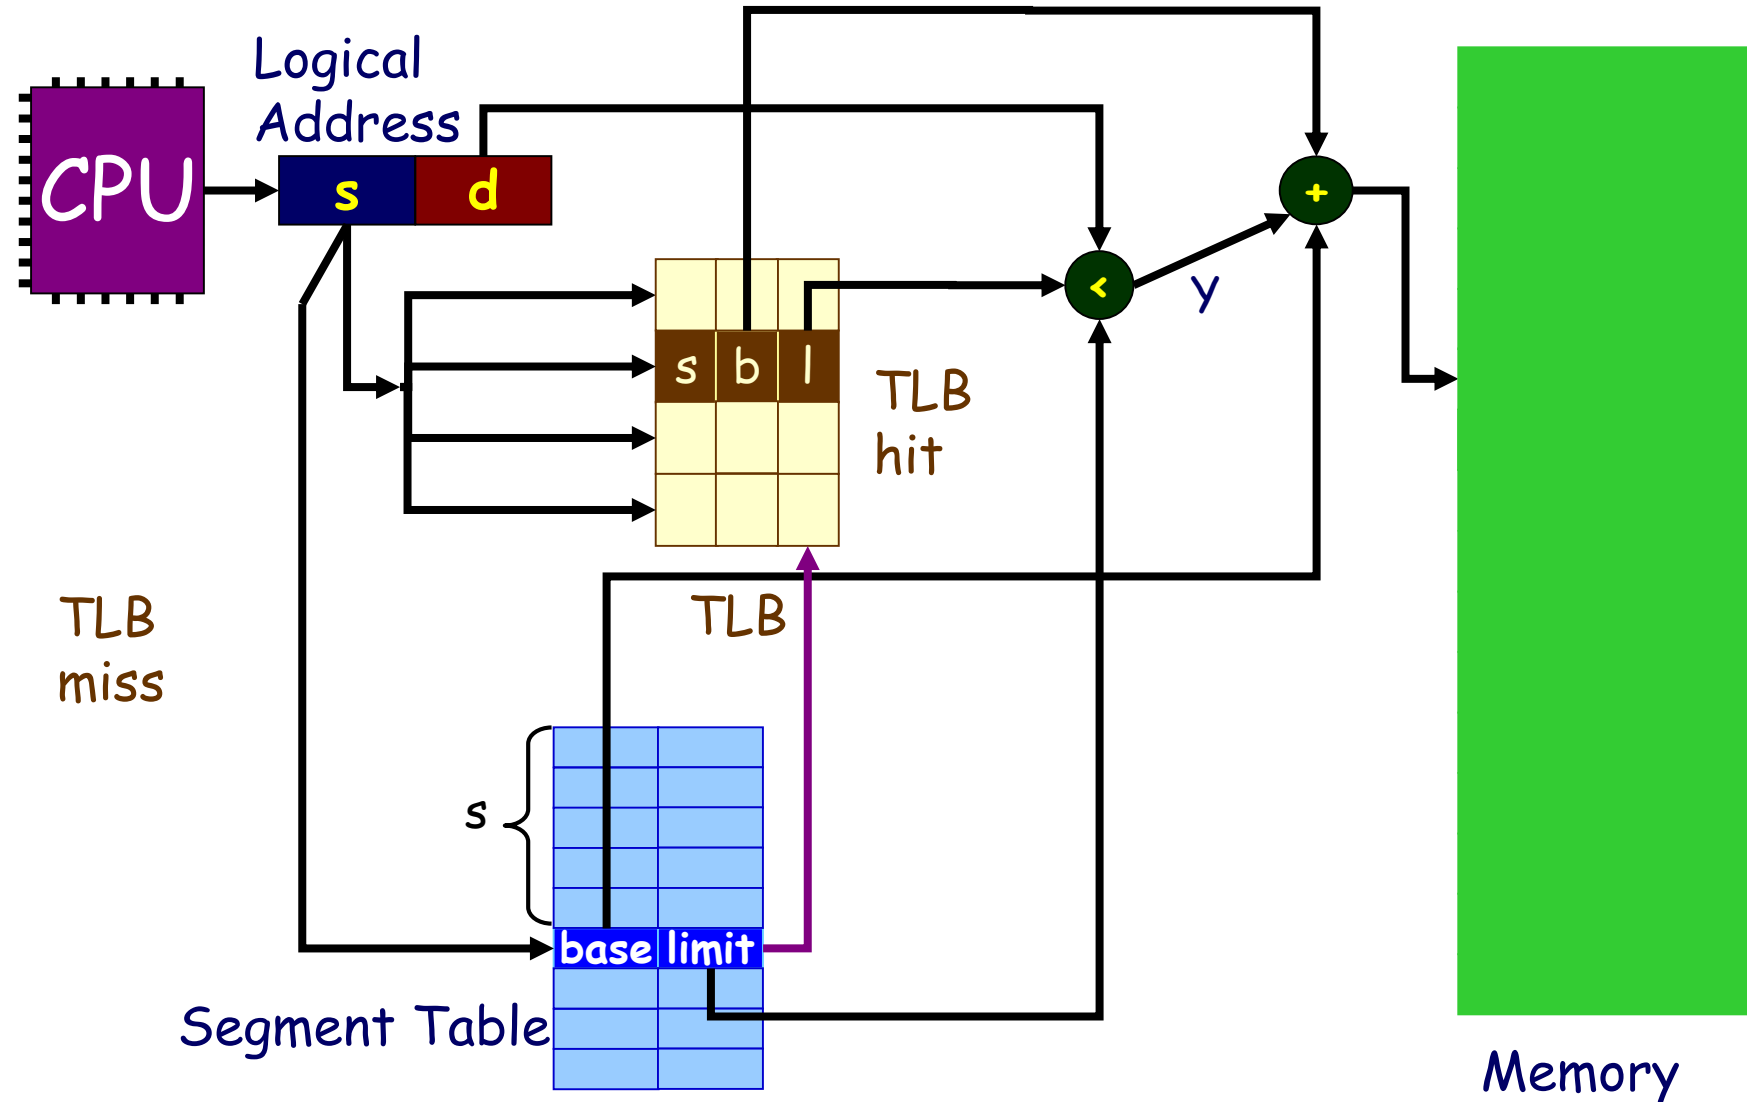 Logical
Address
CPU
s d
+
<
y
s b l
TLB
hit
TLB
miss
TLB
s
base limit
Segment Table
Memory